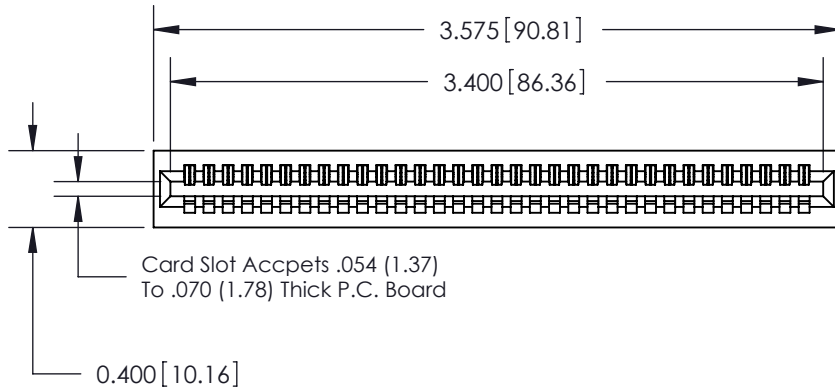 3.575[90.81]
3.400[86.36]
Card Slot Accpets .054 (1.37)
To .070 (1.78) Thick P.C. Board
0.400[10.16]